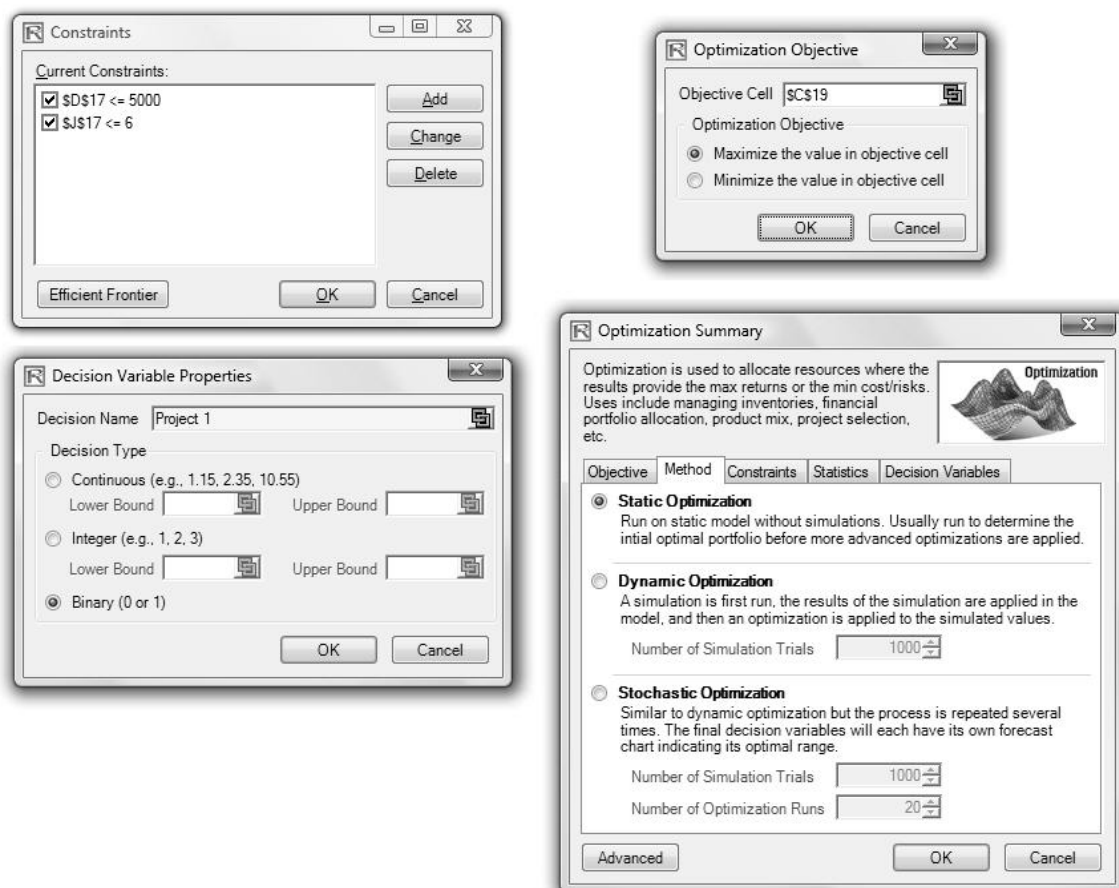 Constraints
Current Constraints:
$D$17 <= 5000
$J$17 <= 6
Add
Change
Delete
Efficient Frontier
OK
Cancel
Optimization Objective
Objective Cell $C$19
Optimization Objective
Maximize the value in objective cell
Minimize the value in objective cell
OK
Cancel
Decision Variable Properties
Decision Name Project 1
Decision Type
Continuous (e.g., 1.15, 2.35, 10.55)
Lower Bound Upper Bound
Integer (e.g., 1, 2, 3)
Lower Bound Upper Bound
Binary (0 or 1)
OK Cancel
Optimization Summary
Optimization is used to allocate resources where the
results provide the max returns or the min cost/risks.
Uses include managing inventories, financial
portfolio allocation, product mix, project selection,
etc.
Optimization
Objective Method Constraints Statistics Decision Variables
Static Optimization
Run on static model without simulations. Usually run to determine the
intial optimal portfolio before more advanced optimizations are applied.
Dynamic Optimization
A simulation is first run, the results of the simulation are applied in the
model, and then an optimization is applied to the simulated values.
Number of Simulation Trials 1000
Stochastic Optimization
Similar to dynamic optimization but the process is repeated several
times. The final decision variables will each have its own forecast
chart indicating its optimal range.
Number of Simulation Trials 1000
Number of Optimization Runs 20
Advanced OK Cancel